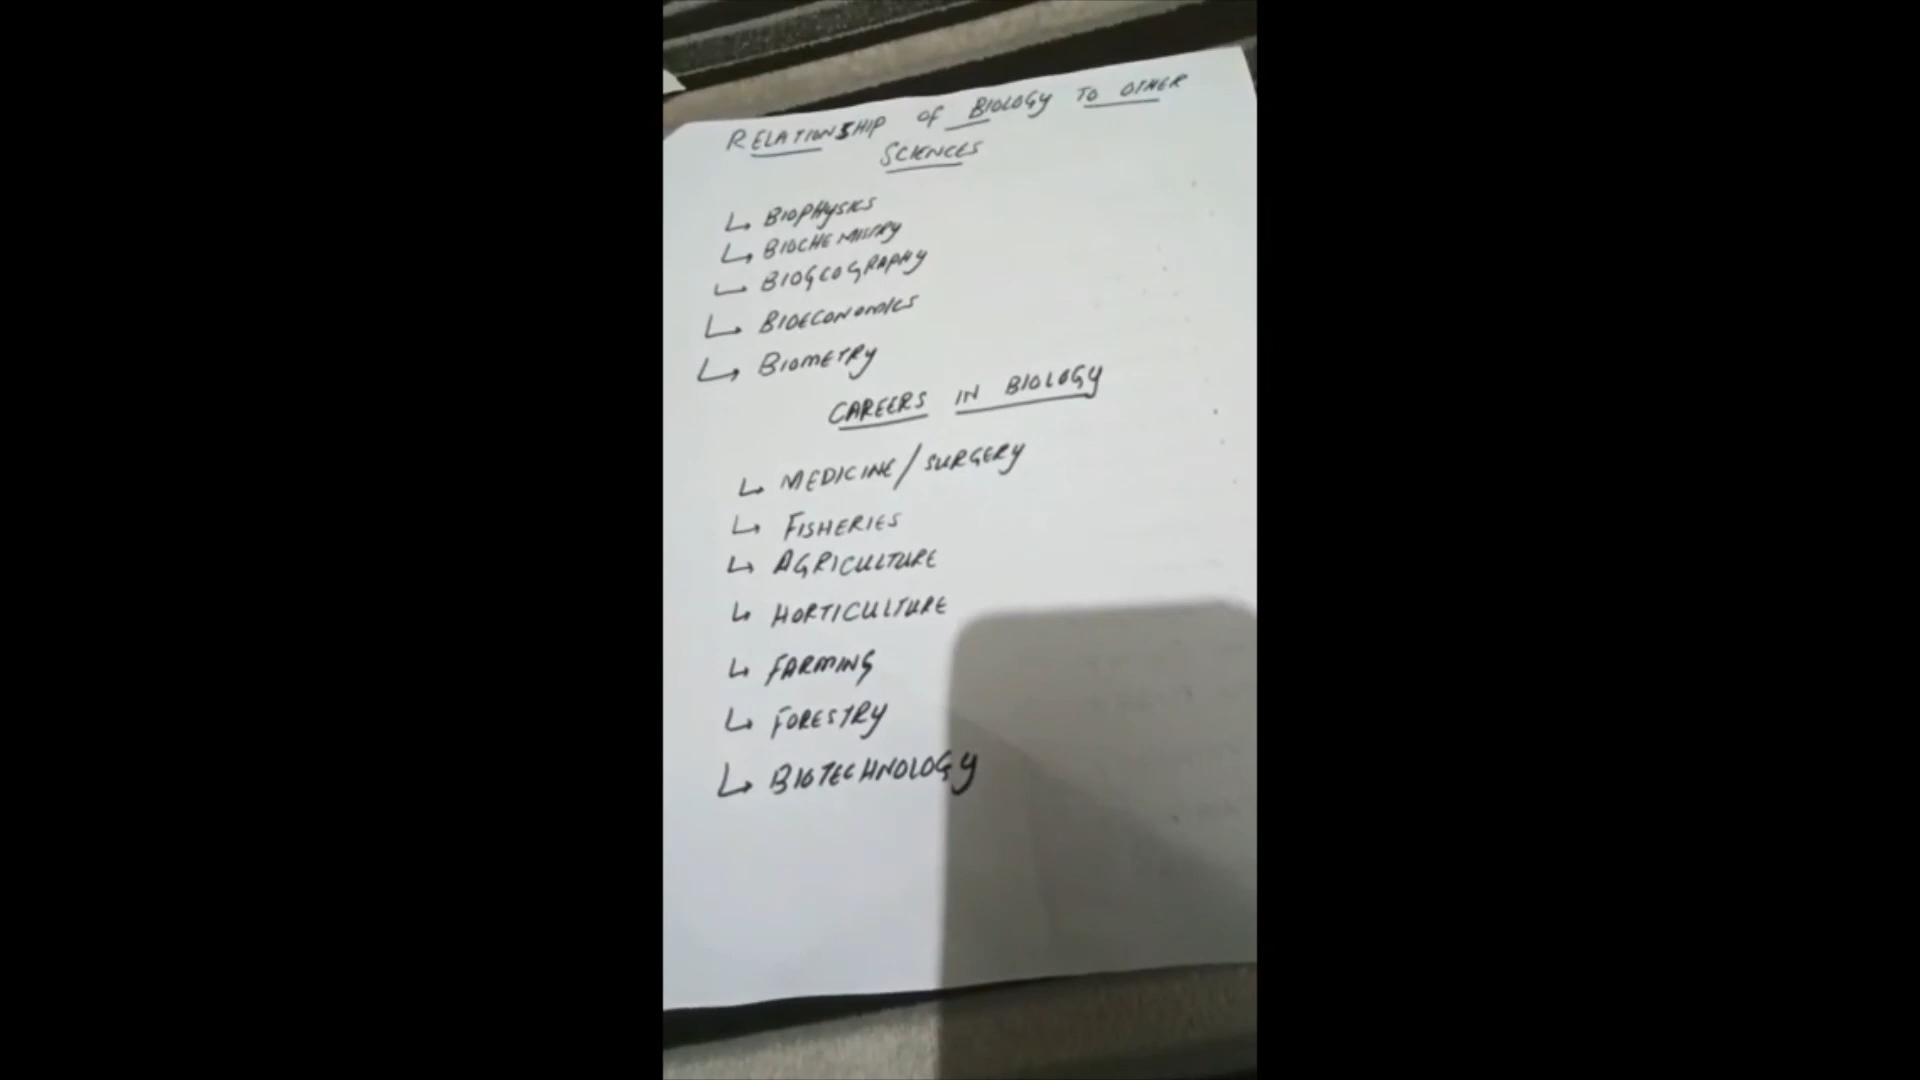 RELATIONSHIP OF BIOLOGY TO OTHER
SCIENCES
↳ BIOPHYSICS
↳ BIOCHEMISTRY
↳ BIOGEOGRAPHY
↳ BIOECONOMICS
↳ BIOMETRY
CAREERS IN BIOLOGY
↳ MEDICINE/SURGERY
↳ FISHERIES
↳ AGRICULTURE
↳ HORTICULTURE
↳ FARMING
↳ FORESTRY
↳ BIOTECHNOLOGY